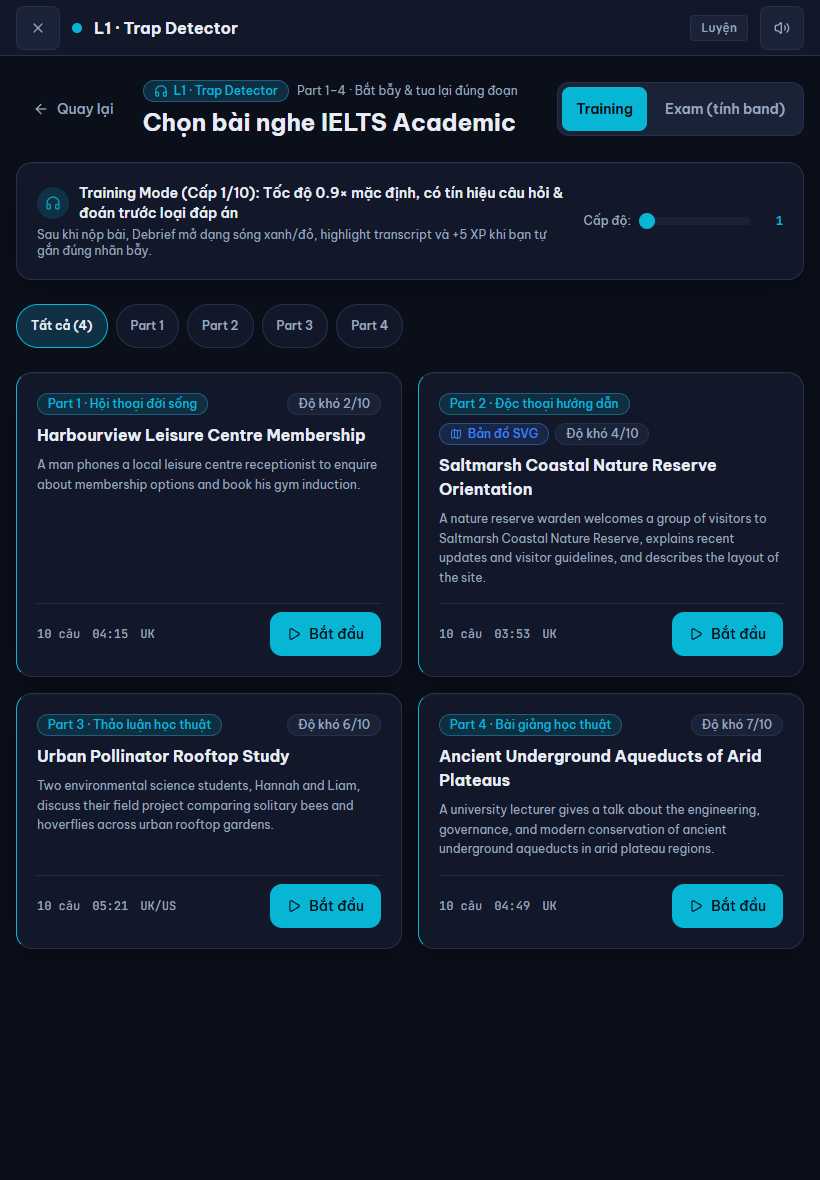 L1 · Trap Detector
Luyện
Quay lại
L1 · Trap Detector
Part 1–4 · Bắt bẫy & tua lại đúng đoạn
Chọn bài nghe IELTS Academic
Training
Exam (tính band)
Training Mode (Cấp 1/10): Tốc độ 0.9× mặc định, có tín hiệu câu hỏi &
đoán trước loại đáp án
Sau khi nộp bài, Debrief mở dạng sóng xanh/đỏ, highlight transcript và +5 XP khi bạn tự
gắn đúng nhãn bẫy.
Cấp độ:
1
Tất cả (4)
Part 1
Part 2
Part 3
Part 4
Part 1 · Hội thoại đời sống
Độ khó 2/10
Harbourview Leisure Centre Membership
A man phones a local leisure centre receptionist to enquire
about membership options and book his gym induction.
10 câu 04:15 UK
Bắt đầu
Part 2 · Độc thoại hướng dẫn
Bản đồ SVG
Độ khó 4/10
Saltmarsh Coastal Nature Reserve
Orientation
A nature reserve warden welcomes a group of visitors to
Saltmarsh Coastal Nature Reserve, explains recent
updates and visitor guidelines, and describes the layout of
the site.
10 câu 03:53 UK
Bắt đầu
Part 3 · Thảo luận học thuật
Độ khó 6/10
Urban Pollinator Rooftop Study
Two environmental science students, Hannah and Liam,
discuss their field project comparing solitary bees and
hoverflies across urban rooftop gardens.
10 câu 05:21 UK/US
Bắt đầu
Part 4 · Bài giảng học thuật
Độ khó 7/10
Ancient Underground Aqueducts of Arid
Plateaus
A university lecturer gives a talk about the engineering,
governance, and modern conservation of ancient
underground aqueducts in arid plateau regions.
10 câu 04:49 UK
Bắt đầu